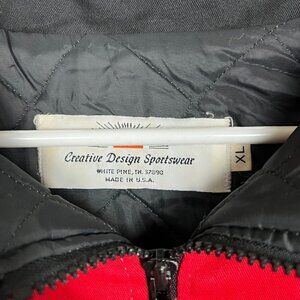 Creative Design Sportswear
WHITE PINE, TN. 37890
MADE IN U.S.A.
XL